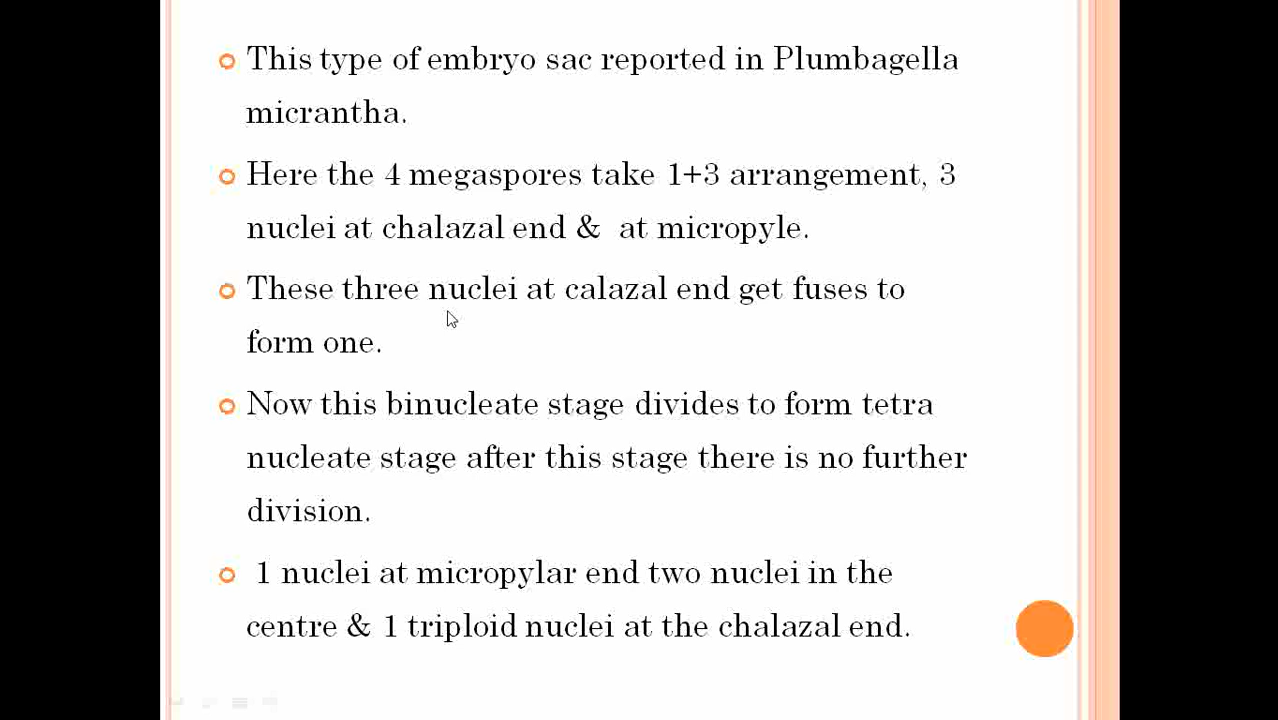 This type of embryo sac reported in Plumbagella
micrantha.
Here the 4 megaspores take 1+3 arrangement, 3
nuclei at chalazal end &  at micropyle.
These three nuclei at calazal end get fuses to
form one.
Now this binucleate stage divides to form tetra
nucleate stage after this stage there is no further
division.
1 nuclei at micropylar end two nuclei in the
centre & 1 triploid nuclei at the chalazal end.